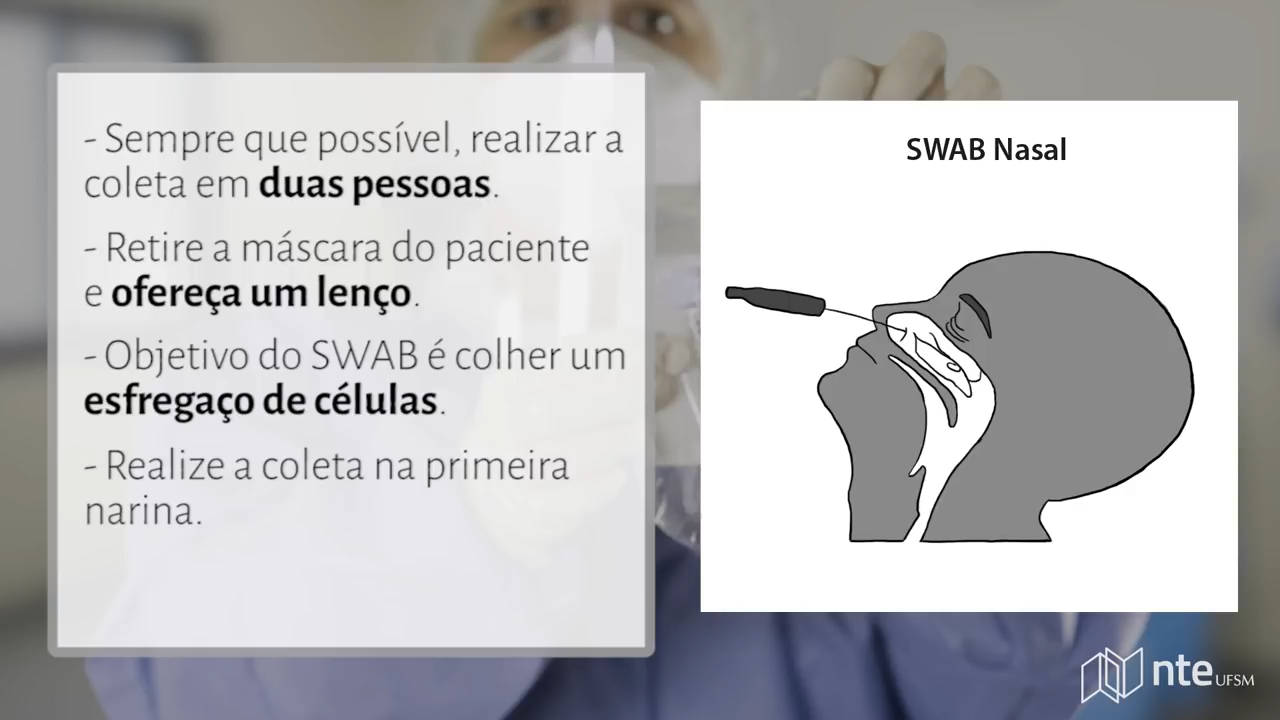 - Sempre que possível, realizar a
coleta em duas pessoas.
- Retire a máscara do paciente
e ofereça um lenço.
- Objetivo do SWAB é colher um
esfregaço de células.
- Realize a coleta na primeira
narina.
SWAB Nasal
nte UFSM